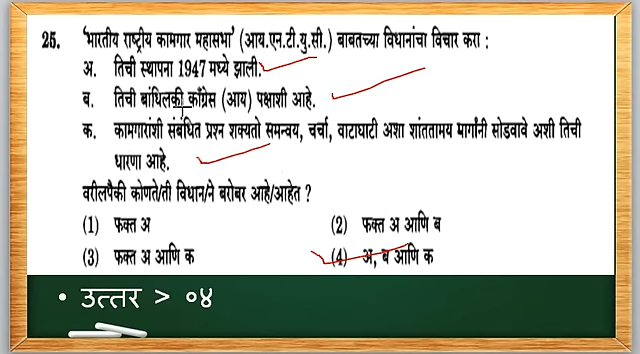 25. 'भारतीय राष्ट्रीय कामगार महासभा' (आय.एन.टी.यु.सी.) बाबतच्या विधानांचा विचार करा :
अ. तिची स्थापना 1947 मध्ये झाली.
ब. तिची बांधिलकी काँग्रेस (आय) पक्षाशी आहे.
क. कामगारांशी संबंधित प्रश्न शक्यतो समन्वय, चर्चा, वाटाघाटी अशा शांततामय मार्गांनी सोडवावे अशी तिची
धारणा आहे.
वरीलपैकी कोणते/ती विधान/ने बरोबर आहे/आहेत ?
(1) फक्त अ (2) फक्त अ आणि ब
(3) फक्त अ आणि क (4) अ, ब आणि क
• उत्तर > ०४